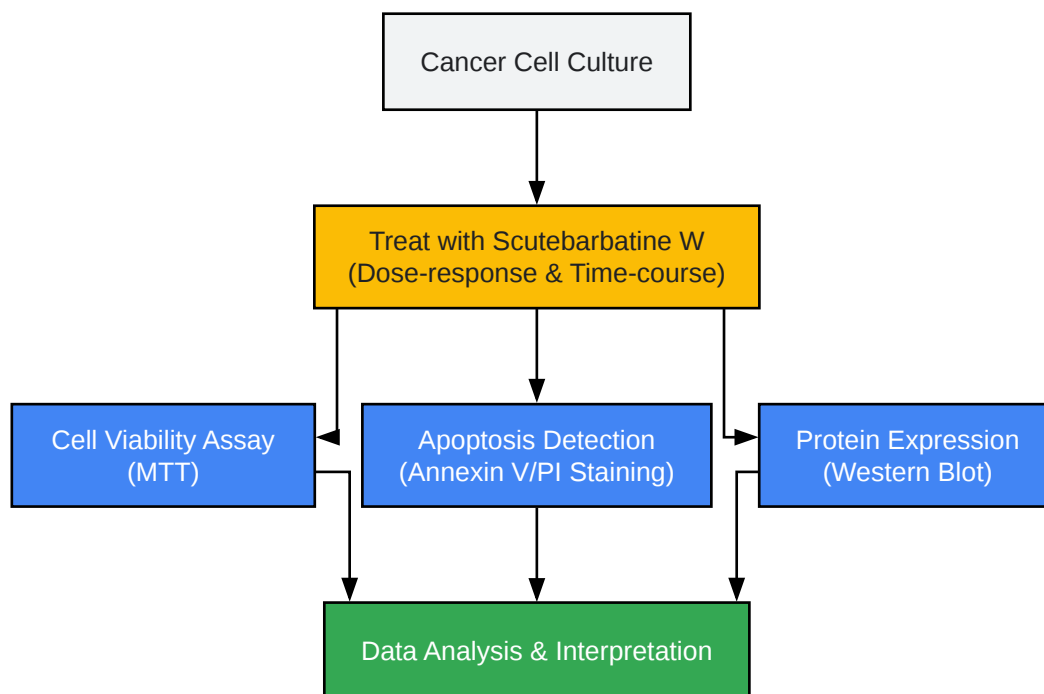 Cancer Cell Culture
Treat with Scutebarbatine W
(Dose-response & Time-course)
Cell Viability Assay
(MTT)
Apoptosis Detection
(Annexin V/PI Staining)
Protein Expression
(Western Blot)
Data Analysis & Interpretation